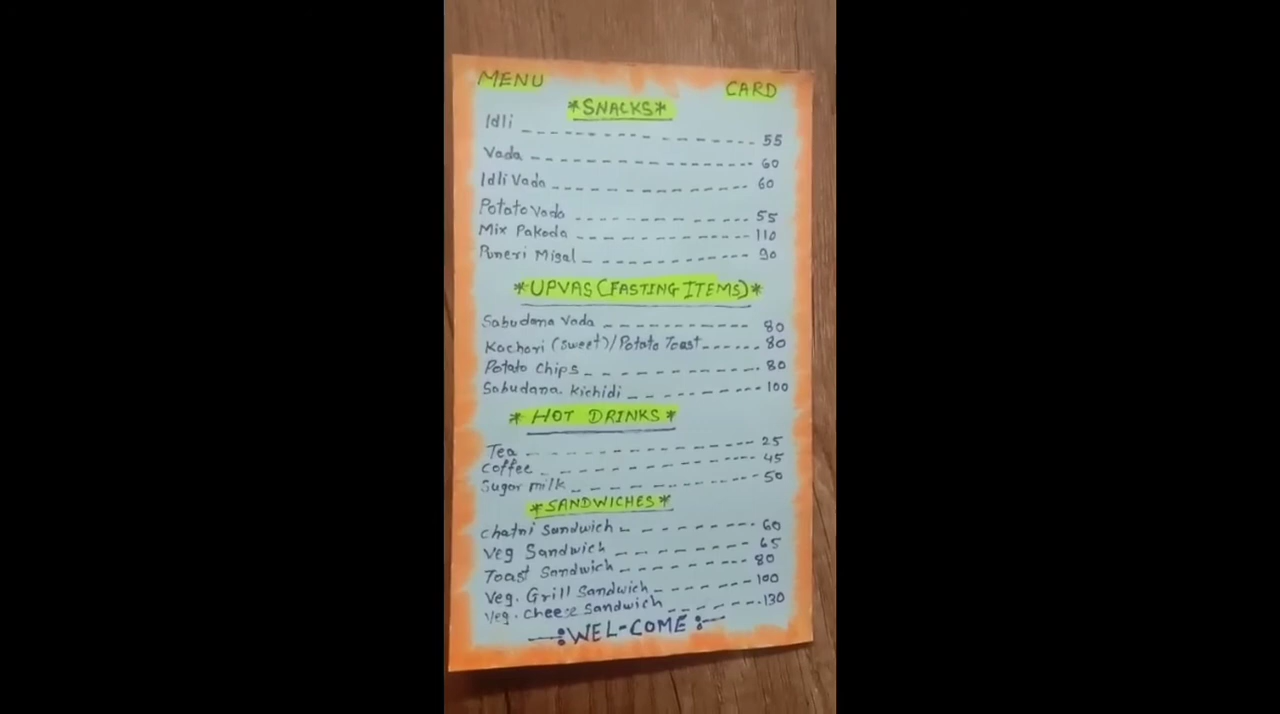 MENU CARD
*SNACKS*
Idli ---------------- 55
Vada ---------------- 60
Idli Vada ---------------- 60
Potato Vada ---------------- 55
Mix Pakoda ---------------- 110
Puneri Misal ---------------- 90
*UPVAS (FASTING ITEMS)*
Sabudana Vada ------------ 80
Kachori (sweet)/Potato Toast ------ 80
Potato Chips ------------ 80
Sabudana Kichidi ---------- 100
* HOT DRINKS *
Tea ---------------- 25
Coffee ---------------- 45
Sugar milk ---------------- 50
*SANDWICHES*
Chatni Sandwich --------- 60
Veg Sandwich --------- 65
Toast Sandwich --------- 80
Veg. Grill Sandwich ------- 100
Veg. Cheese Sandwich ------- 130
WEL-COME